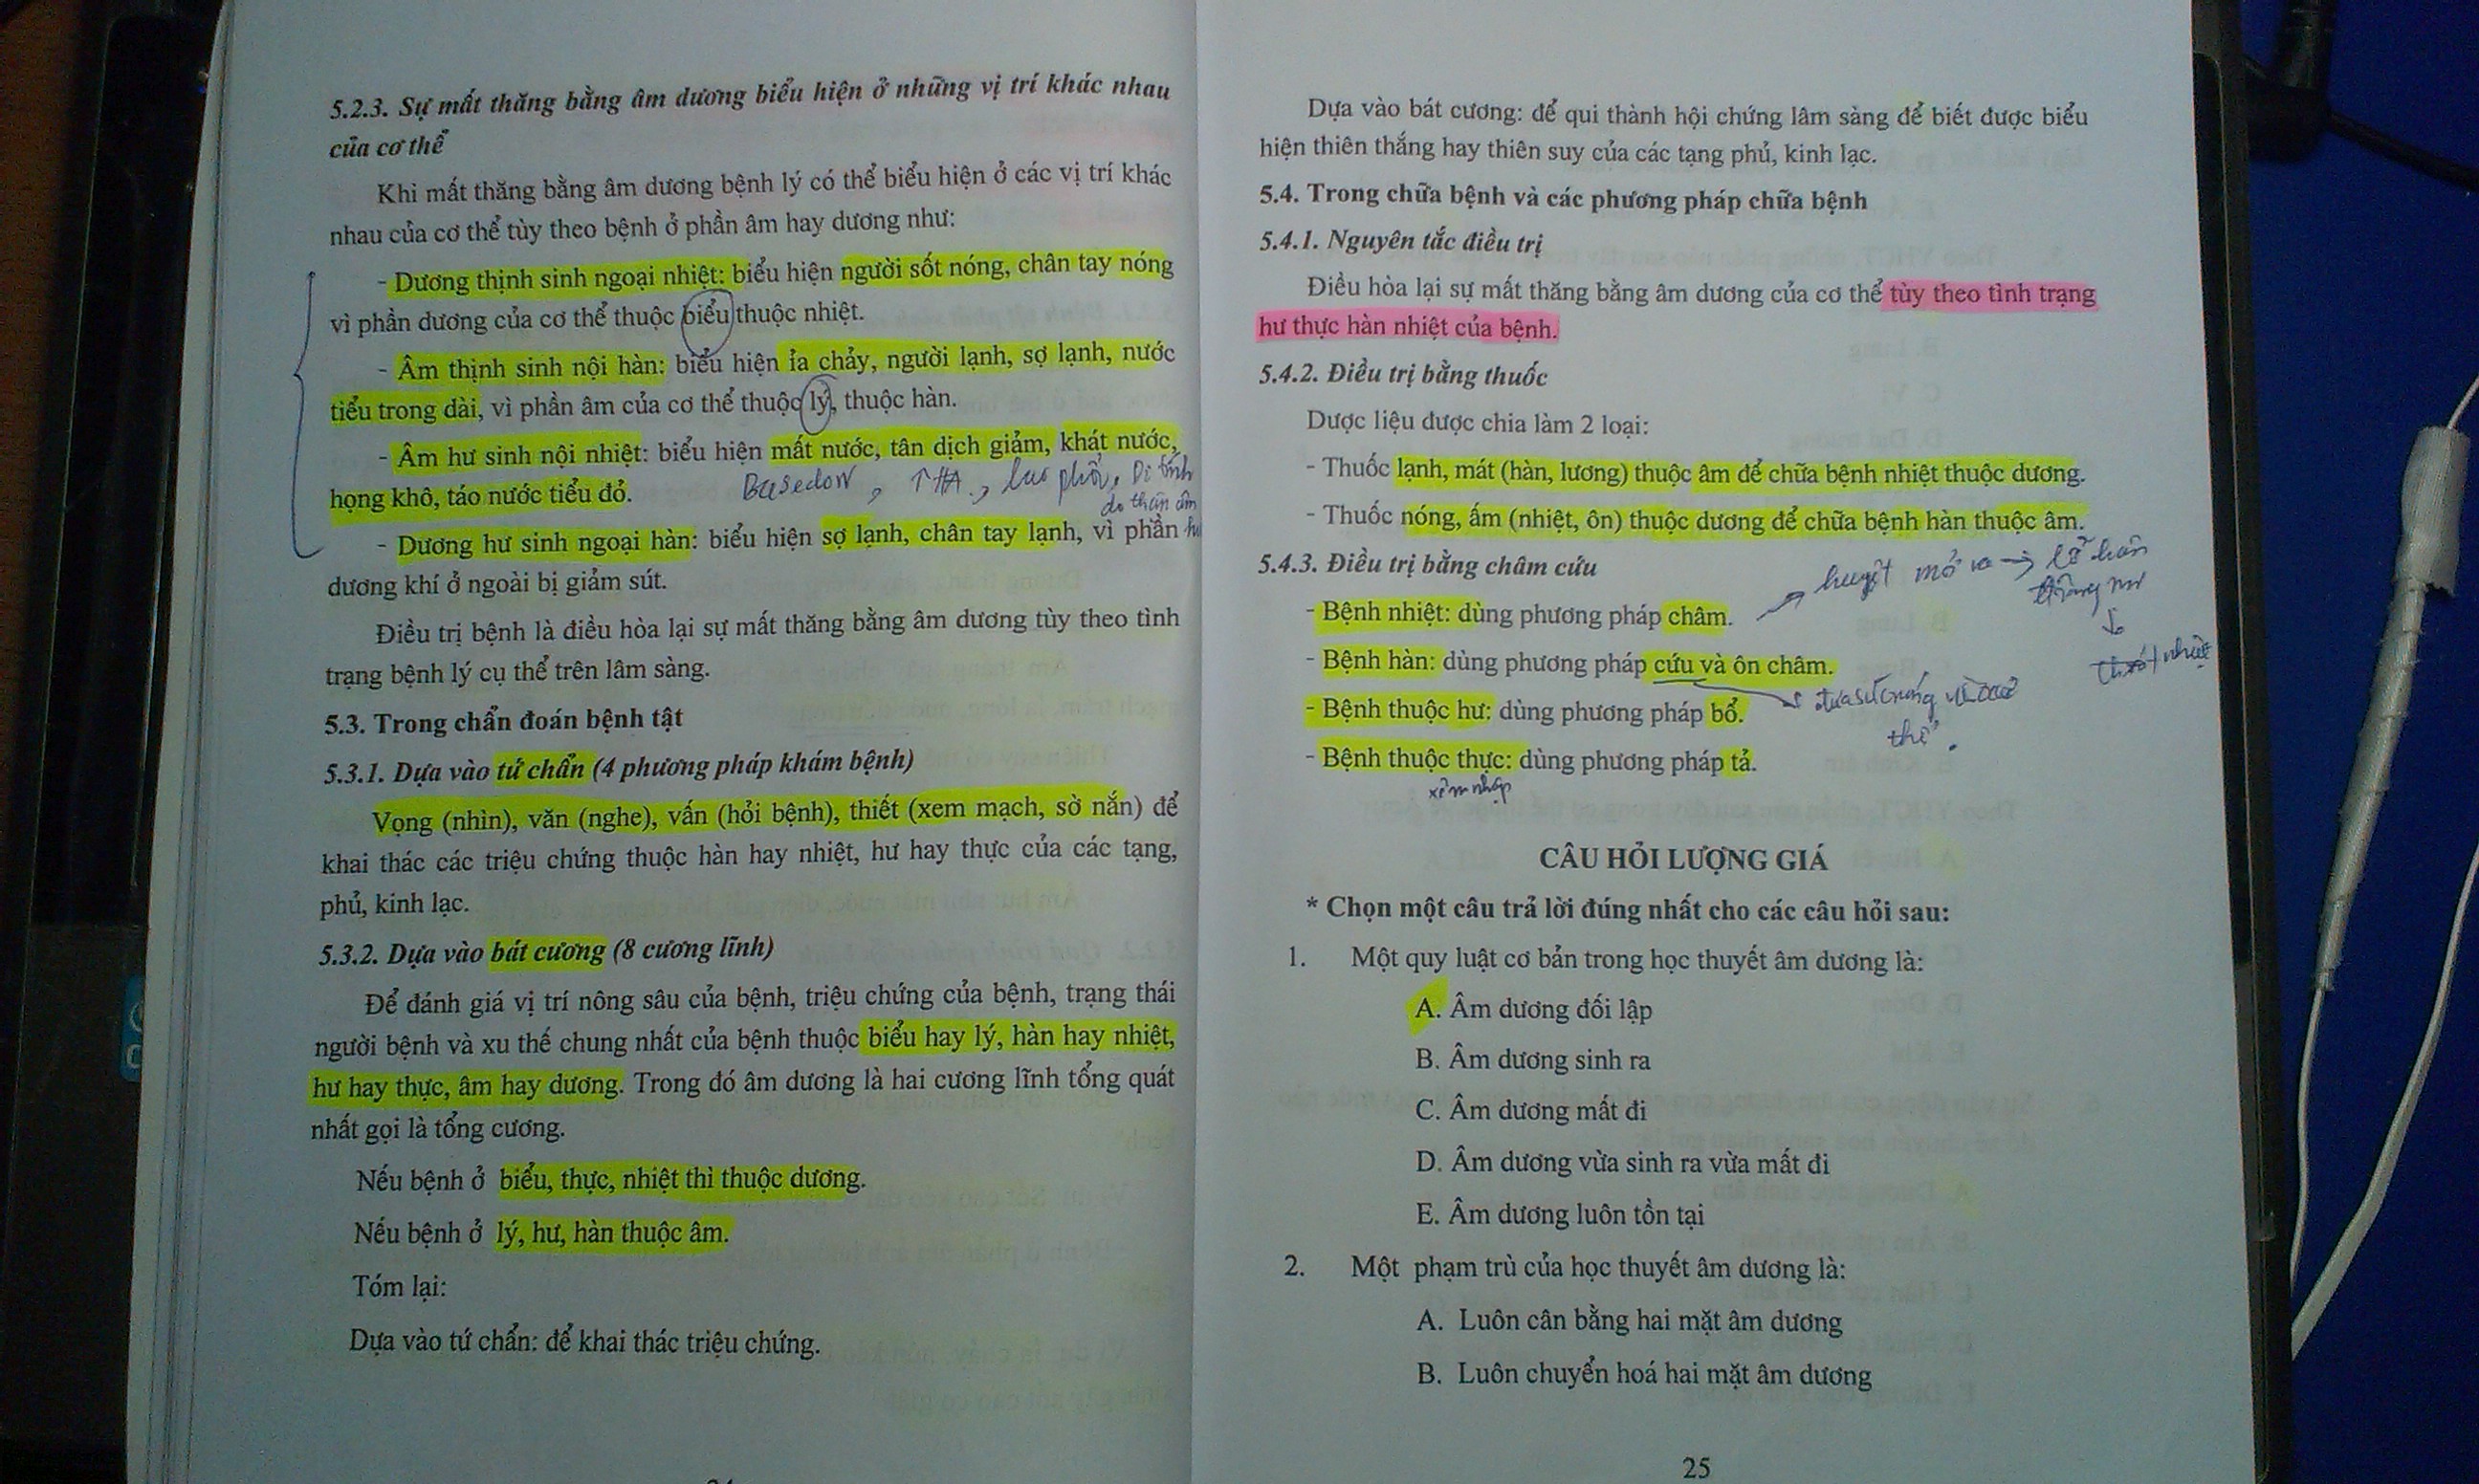 5.2.3. Sự mất thăng bằng âm dương biểu hiện ở những vị trí khác nhau
của cơ thể
Khi mất thăng bằng âm dương bệnh lý có thể biểu hiện ở các vị trí khác
nhau của cơ thể tùy theo bệnh ở phần âm hay dương như:
- Dương thịnh sinh ngoại nhiệt: biểu hiện người sốt nóng, chân tay nóng
vì phần dương của cơ thể thuộc biểu thuộc nhiệt.
- Âm thịnh sinh nội hàn: biểu hiện ỉa chảy, người lạnh, sợ lạnh, nước
tiểu trong dài, vì phần âm của cơ thể thuộc lý, thuộc hàn.
- Âm hư sinh nội nhiệt: biểu hiện mất nước, tân dịch giảm, khát nước,
họng khô, táo nước tiểu đỏ.
Basedow, ↑HA, lao phổi,
do thận âm
- Dương hư sinh ngoại hàn: biểu hiện sợ lạnh, chân tay lạnh, vì phần
dương khí ở ngoài bị giảm sút.
Điều trị bệnh là điều hòa lại sự mất thăng bằng âm dương tùy theo tình
trạng bệnh lý cụ thể trên lâm sàng.
5.3. Trong chẩn đoán bệnh tật
5.3.1. Dựa vào tứ chẩn (4 phương pháp khám bệnh)
Vọng (nhìn), văn (nghe), vấn (hỏi bệnh), thiết (xem mạch, sờ nắn) để
khai thác các triệu chứng thuộc hàn hay nhiệt, hư hay thực của các tạng,
phủ, kinh lạc.
5.3.2. Dựa vào bát cương (8 cương lĩnh)
Để đánh giá vị trí nông sâu của bệnh, triệu chứng của bệnh, trạng thái
người bệnh và xu thế chung nhất của bệnh thuộc biểu hay lý, hàn hay nhiệt,
hư hay thực, âm hay dương. Trong đó âm dương là hai cương lĩnh tổng quát
nhất gọi là tổng cương.
Nếu bệnh ở biểu, thực, nhiệt thì thuộc dương.
Nếu bệnh ở lý, hư, hàn thuộc âm.
Tóm lại:
Dựa vào tứ chẩn: để khai thác triệu chứng.
Dựa vào bát cương: để qui thành hội chứng lâm sàng để biết được biểu
hiện thiên thắng hay thiên suy của các tạng phủ, kinh lạc.
5.4. Trong chữa bệnh và các phương pháp chữa bệnh
5.4.1. Nguyên tắc điều trị
Điều hòa lại sự mất thăng bằng âm dương của cơ thể tùy theo tình trạng
hư thực hàn nhiệt của bệnh.
5.4.2. Điều trị bằng thuốc
Dược liệu được chia làm 2 loại:
- Thuốc lạnh, mát (hàn, lương) thuộc âm để chữa bệnh nhiệt thuộc dương.
- Thuốc nóng, ấm (nhiệt, ôn) thuộc dương để chữa bệnh hàn thuộc âm.
5.4.3. Điều trị bằng châm cứu
→ huyệt mở ra →
- Bệnh nhiệt: dùng phương pháp châm.
- Bệnh hàn: dùng phương pháp cứu và ôn châm.
- Bệnh thuộc hư: dùng phương pháp bổ.
thể.
- Bệnh thuộc thực: dùng phương pháp tả.
xâm nhập
CÂU HỎI LƯỢNG GIÁ
* Chọn một câu trả lời đúng nhất cho các câu hỏi sau:
1. Một quy luật cơ bản trong học thuyết âm dương là:
A. Âm dương đối lập
B. Âm dương sinh ra
C. Âm dương mất đi
D. Âm dương vừa sinh ra vừa mất đi
E. Âm dương luôn tồn tại
2. Một phạm trù của học thuyết âm dương là:
A. Luôn cân bằng hai mặt âm dương
B. Luôn chuyển hoá hai mặt âm dương
25